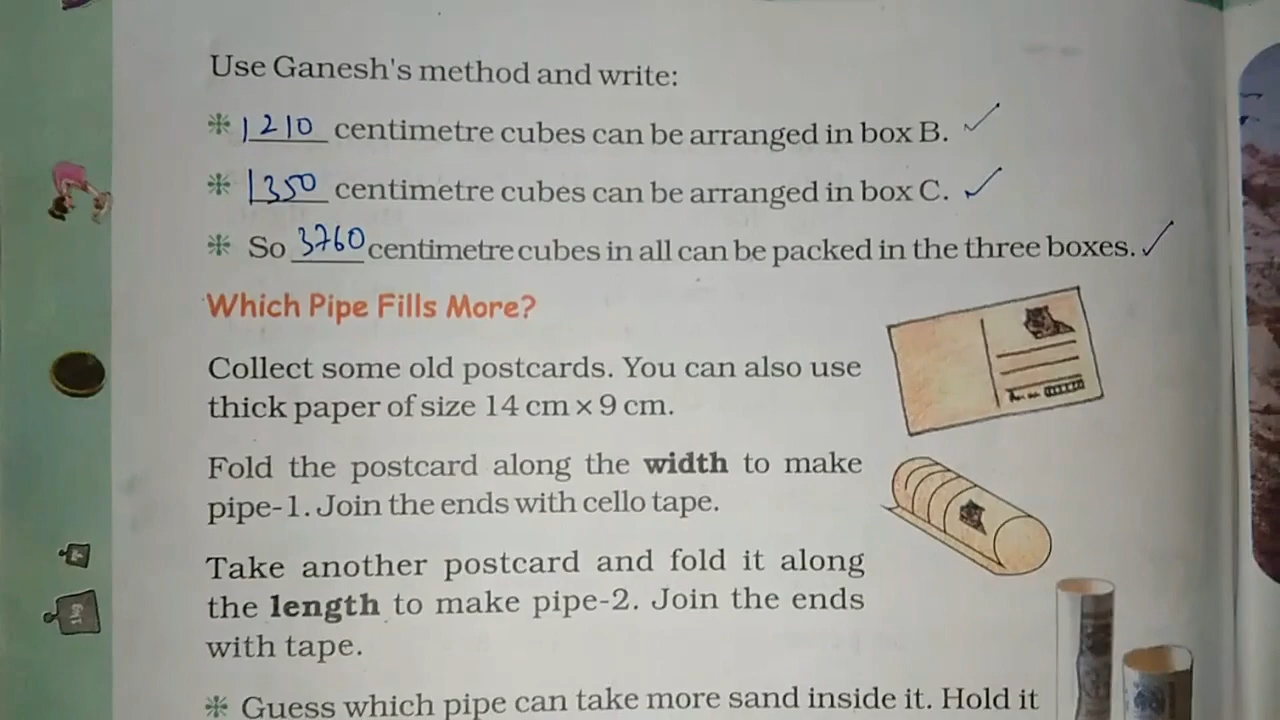 Use Ganesh's method and write:
1210 centimetre cubes can be arranged in box B.
1350 centimetre cubes can be arranged in box C.
So 3760 centimetre cubes in all can be packed in the three boxes.
Which Pipe Fills More?
Collect some old postcards. You can also use
thick paper of size 14 cm × 9 cm.
Fold the postcard along the width to make
pipe-1. Join the ends with cello tape.
Take another postcard and fold it along
the length to make pipe-2. Join the ends
with tape.
Guess which pipe can take more sand inside it. Hold it